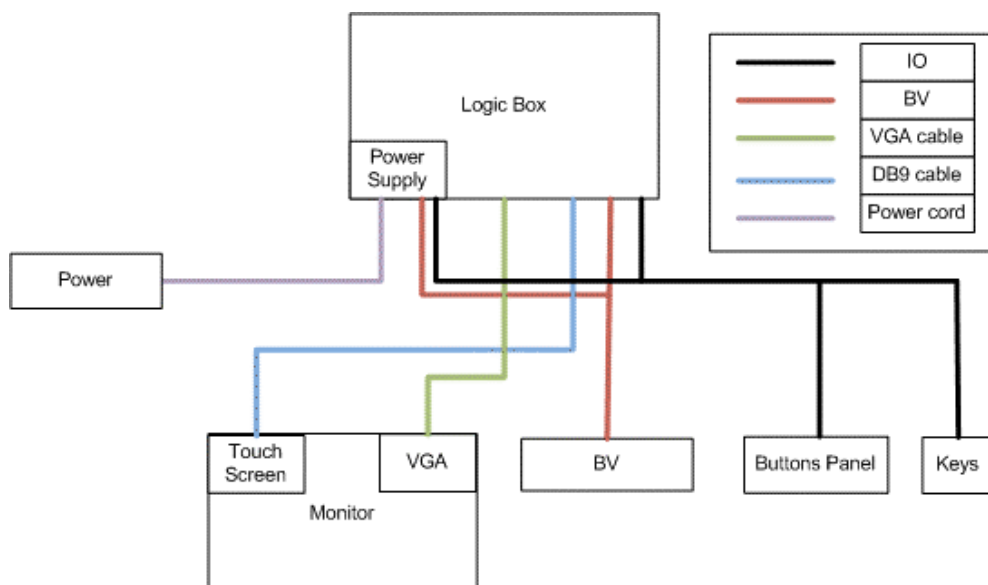 Logic Box
Power
Supply
IO
BV
VGA cable
DB9 cable
Power cord
Power
Touch
Screen
VGA
Monitor
BV
Buttons Panel
Keys